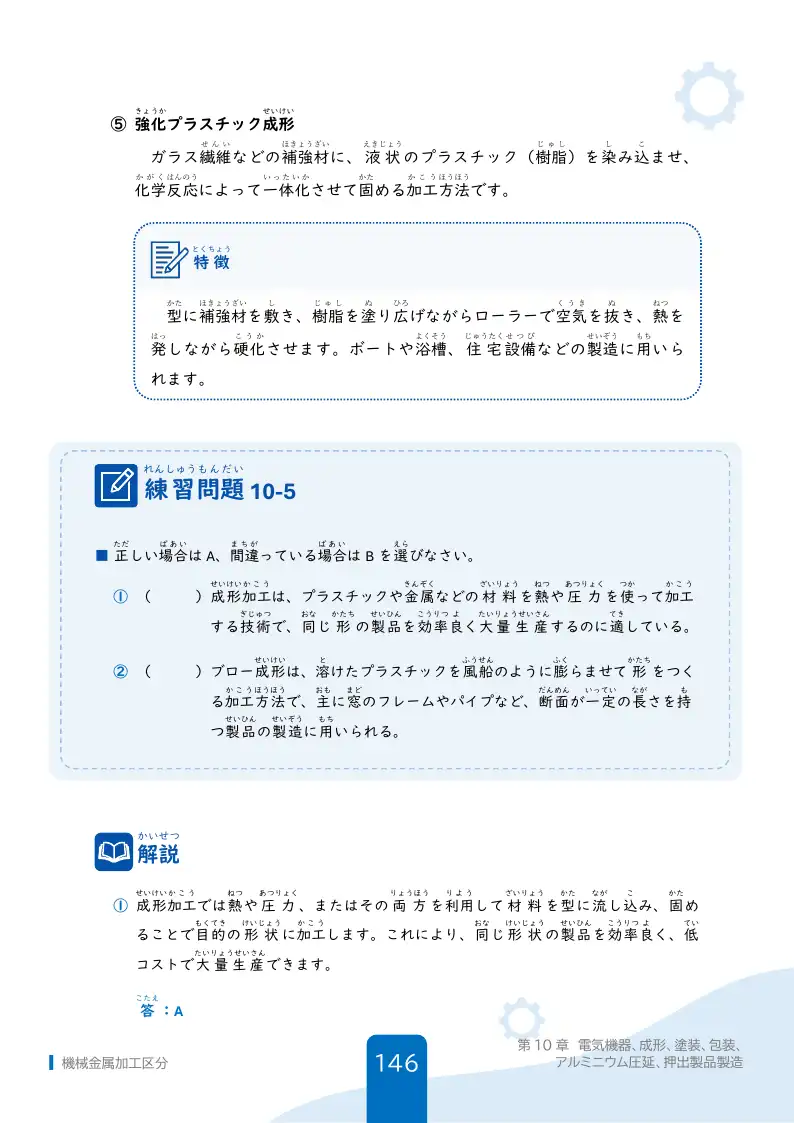 ⑤ 強化プラスチック成形
ガラス繊維などの補強材に、液状のプラスチック（樹脂）を染み込ませ、
化学反応によって一体化させて固める加工方法です。
特徴
型に補強材を敷き、樹脂を塗り広げながらローラーで空気を抜き、熱を
発しながら硬化させます。ボートや浴槽、住宅設備などの製造に用いら
れます。
練習問題 10-5
■ 正しい場合は A、間違っている場合は B を選びなさい。
①（　　）成形加工は、プラスチックや金属などの材料を熱や圧力を使って加工
する技術で、同じ形の製品を効率良く大量生産するのに適している。
②（　　）ブロー成形は、溶けたプラスチックを風船のように膨らませて形をつく
る加工方法で、主に窓のフレームやパイプなど、断面が一定の長さを持
つ製品の製造に用いられる。
解説
① 成形加工では熱や圧力、またはその両方を利用して材料を型に流し込み、固め
ることで目的の形状に加工します。これにより、同じ形状の製品を効率良く、低
コストで大量生産できます。
答：A
機械金属加工区分
146
第 10 章 電気機器、成形、塗装、包装、
アルミニウム圧延、押出製品製造